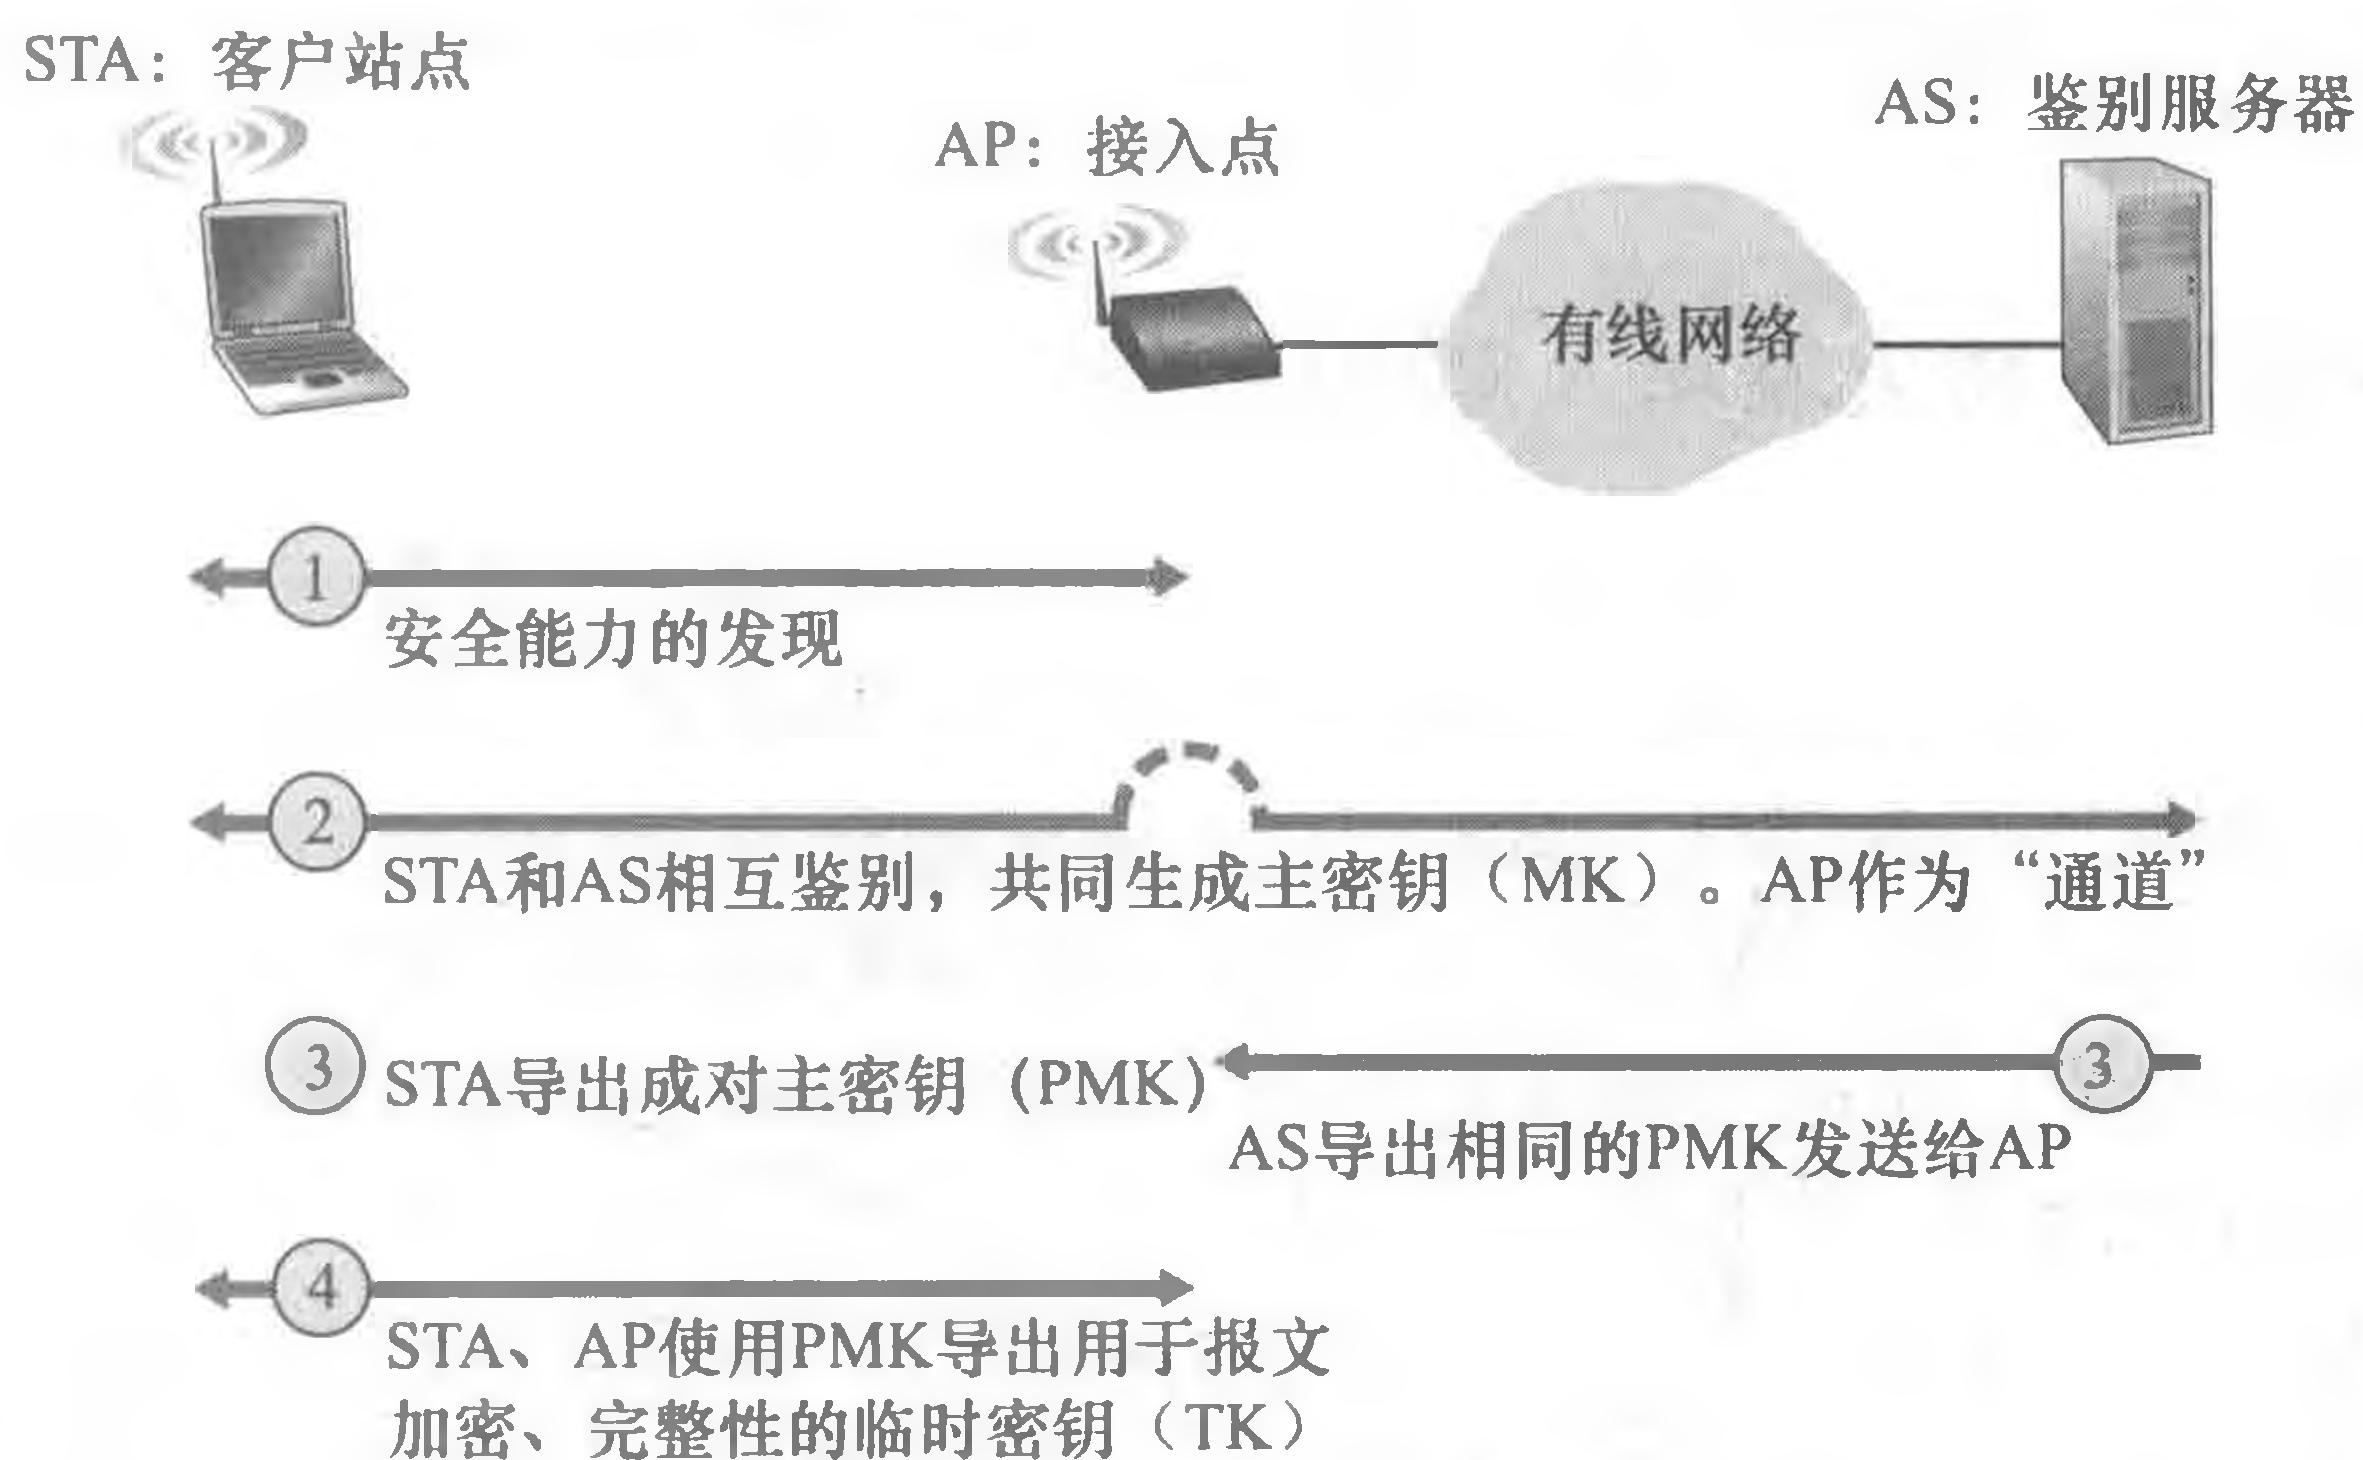 STA：客户站点
AP：接入点
AS：鉴别服务器
有线网络
1
安全能力的发现
2
STA和AS相互鉴别，共同生成主密钥（MK）。AP作为“通道”
3 STA导出成对主密钥（PMK）
3
AS导出相同的PMK发送给AP
4
STA、AP使用PMK导出用于报文
加密、完整性的临时密钥（TK）